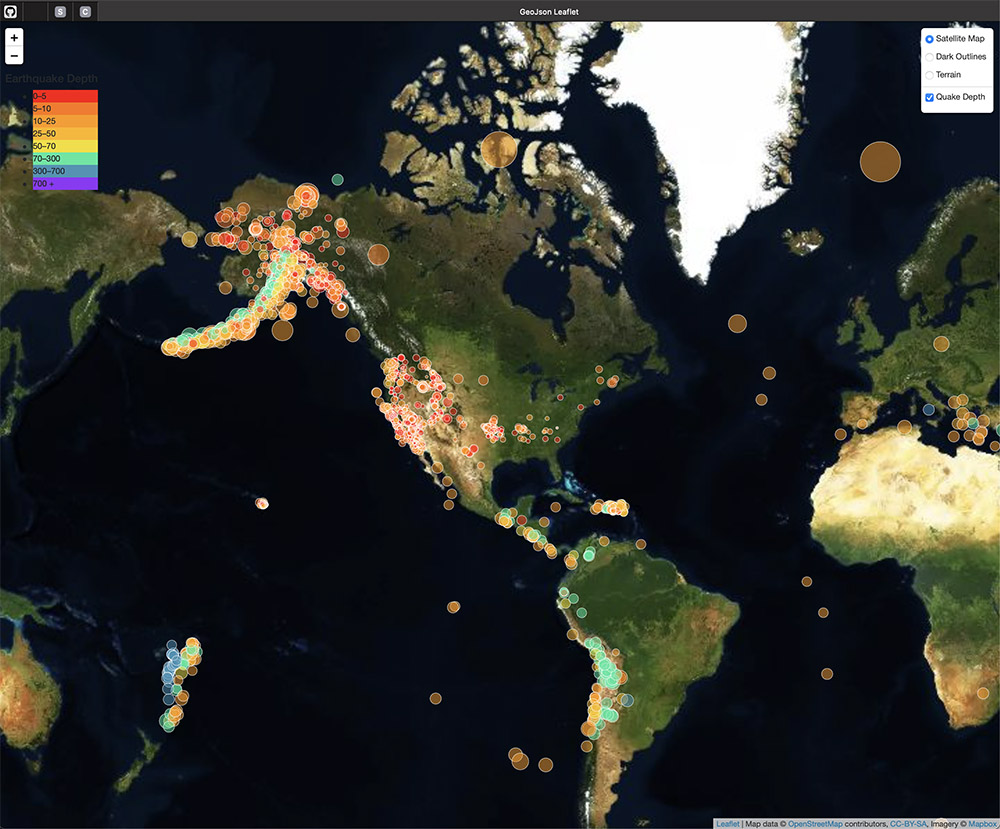 S C GeoJson Leaflet
+
−
Satellite Map
Dark Outlines
Terrain
Quake Depth
Earthquake Depth
0–5
5–10
10–25
25–50
50–70
70–300
300–700
700 +
Leaflet | Map data © OpenStreetMap contributors, CC-BY-SA, Imagery © Mapbox